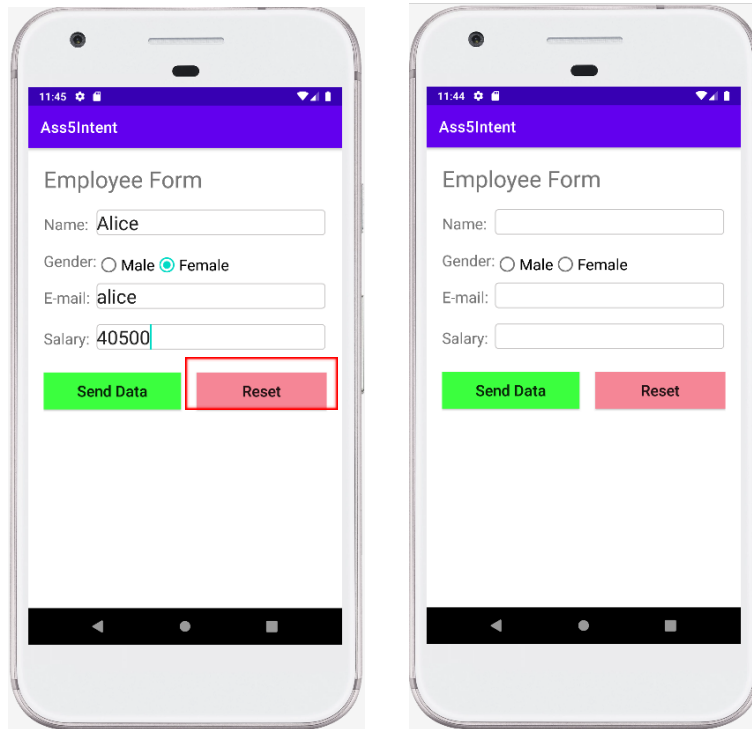 11:45
Ass5Intent
Employee Form
Name: Alice
Gender: Male Female
E-mail: alice
Salary: 40500
Send Data Reset
11:44
Ass5Intent
Employee Form
Name:
Gender: Male Female
E-mail:
Salary:
Send Data Reset